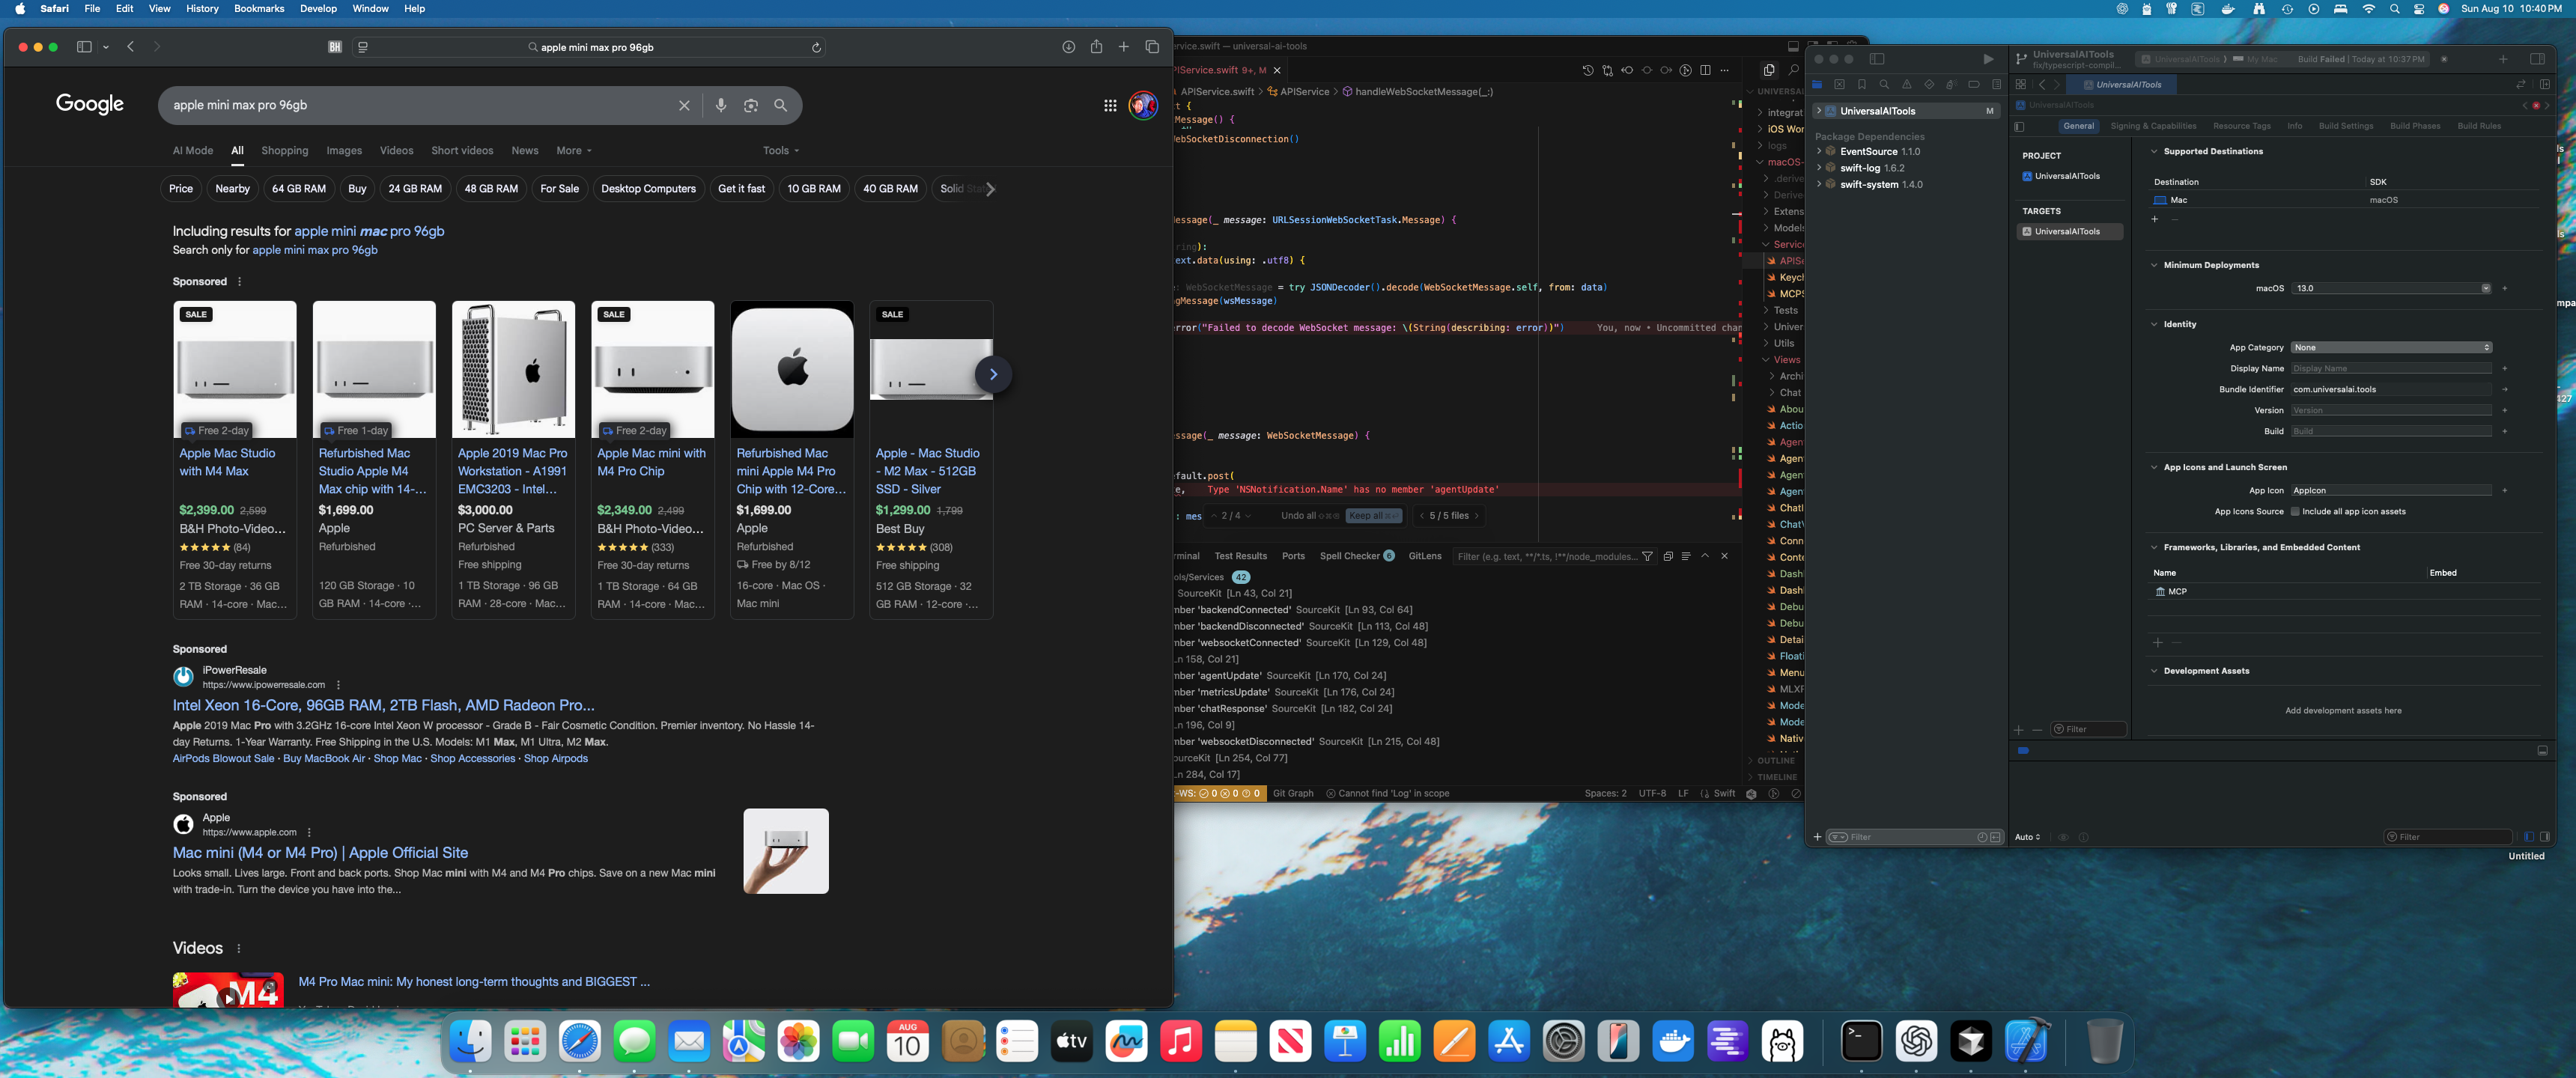 Safari File Edit View History Bookmarks Develop Window Help
Sun Aug 10 10:40 PM
BH
apple mini max pro 96gb
Google
apple mini max pro 96gb
AI Mode All Shopping Images Videos Short videos News More Tools
Price Nearby 64 GB RAM Buy 24 GB RAM 48 GB RAM For Sale Desktop Computers Get it fast 10 GB RAM 40 GB RAM Solid State
Including results for apple mini mac pro 96gb
Search only for apple mini max pro 96gb
Sponsored
SALE
Free 2-day
Apple Mac Studio
with M4 Max
$2,399.00 2,599
B&H Photo-Video...
(84)
Free 30-day returns
2 TB Storage · 36 GB
RAM · 14-core · Mac...
Free 1-day
Refurbished Mac
Studio Apple M4
Max chip with 14-...
$1,699.00
Apple
Refurbished
120 GB Storage · 10
GB RAM · 14-core ·...
Apple 2019 Mac Pro
Workstation - A1991
EMC3203 - Intel...
$3,000.00
PC Server & Parts
Refurbished
Free shipping
1 TB Storage · 96 GB
RAM · 28-core · Mac...
SALE
Free 2-day
Apple Mac mini with
M4 Pro Chip
$2,349.00 2,499
B&H Photo-Video...
(333)
Free 30-day returns
1 TB Storage · 64 GB
RAM · 14-core · Mac...
Refurbished Mac
mini Apple M4 Pro
Chip with 12-Core...
$1,699.00
Apple
Refurbished
Free by 8/12
16-core · Mac OS ·
Mac mini
SALE
Apple - Mac Studio
- M2 Max - 512GB
SSD - Silver
$1,299.00 1,799
Best Buy
(308)
Free shipping
512 GB Storage · 32
GB RAM · 12-core ·...
Sponsored
iPowerResale
https://www.ipowerresale.com
Intel Xeon 16-Core, 96GB RAM, 2TB Flash, AMD Radeon Pro...
Apple 2019 Mac Pro with 3.2GHz 16-core Intel Xeon W processor - Grade B - Fair Cosmetic Condition. Premier inventory. No Hassle 14-
day Returns. 1-Year Warranty. Free Shipping in the U.S. Models: M1 Max, M1 Ultra, M2 Max.
AirPods Blowout Sale · Buy MacBook Air · Shop Mac · Shop Accessories · Shop Airpods
Sponsored
Apple
https://www.apple.com
Mac mini (M4 or M4 Pro) | Apple Official Site
Looks small. Lives large. Front and back ports. Shop Mac mini with M4 and M4 Pro chips. Save on a new Mac mini
with trade-in. Turn the device you have into the...
Videos
M4
M4 Pro Mac mini: My honest long-term thoughts and BIGGEST ...
ervice.swift — universal-ai-tools
PIService.swift 9+, M
APIService.swift > APIService > handleWebSocketMessage(_:)
t {
Message() {
ebSocketDisconnection()
essage(_ message: URLSessionWebSocketTask.Message) {
ring):
ext.data(using: .utf8) {
: WebSocketMessage = try JSONDecoder().decode(WebSocketMessage.self, from: data)
gMessage(wsMessage)
error("Failed to decode WebSocket message: \(String(describing: error))") You, now • Uncommitted chan
ssage(_ message: WebSocketMessage) {
efault.post(
e, Type 'NSNotification.Name' has no member 'agentUpdate'
: mes
2 / 4 Undo all Keep all 5 / 5 files
rminal Test Results Ports Spell Checker 6 GitLens Filter (e.g. text, **/*.ts, !**/node_modules...
ols/Services 42
SourceKit [Ln 43, Col 21]
mber 'backendConnected' SourceKit [Ln 93, Col 64]
mber 'backendDisconnected' SourceKit [Ln 113, Col 48]
mber 'websocketConnected' SourceKit [Ln 129, Col 48]
Ln 158, Col 21]
mber 'agentUpdate' SourceKit [Ln 170, Col 24]
mber 'metricsUpdate' SourceKit [Ln 176, Col 24]
mber 'chatResponse' SourceKit [Ln 182, Col 24]
Ln 196, Col 9]
mber 'websocketDisconnected' SourceKit [Ln 215, Col 48]
ourceKit [Ln 254, Col 77]
Ln 284, Col 17]
-WS: 0 0 0 Git Graph Cannot find 'Log' in scope Spaces: 2 UTF-8 LF Swift
UNIVERSA
integrat
iOS Wor
logs
macOS-
.derive
Derive
Extens
Models
Service
APISe
Keych
MCPS
Tests
Univer
Utils
Views
Archi
Chat
Abou
Actio
Agen
Agen
Agen
Agen
ChatI
ChatV
Conn
Conte
Dash
Dash
Debu
Debu
Detai
Floati
Menu
MLXF
Mode
Mode
Nativ
OUTLINE
TIMELINE
UniversalAITools M
Package Dependencies
EventSource 1.1.0
swift-log 1.6.2
swift-system 1.4.0
Filter
UniversalAITools
fix/typescript-compil...
UniversalAITools > My Mac Build Failed | Today at 10:37 PM
UniversalAITools
UniversalAITools
General Signing & Capabilities Resource Tags Info Build Settings Build Phases Build Rules
PROJECT
UniversalAITools
TARGETS
UniversalAITools
Filter
Supported Destinations
Destination SDK
Mac macOS
Minimum Deployments
macOS 13.0
Identity
App Category None
Display Name Display Name
Bundle Identifier com.universalai.tools
Version Version
Build Build
App Icons and Launch Screen
App Icon AppIcon
App Icons Source Include all app icon assets
Frameworks, Libraries, and Embedded Content
Name Embed
MCP
Development Assets
Add development assets here
Auto Filter
mpa
427
Untitled
AUG
10
tv